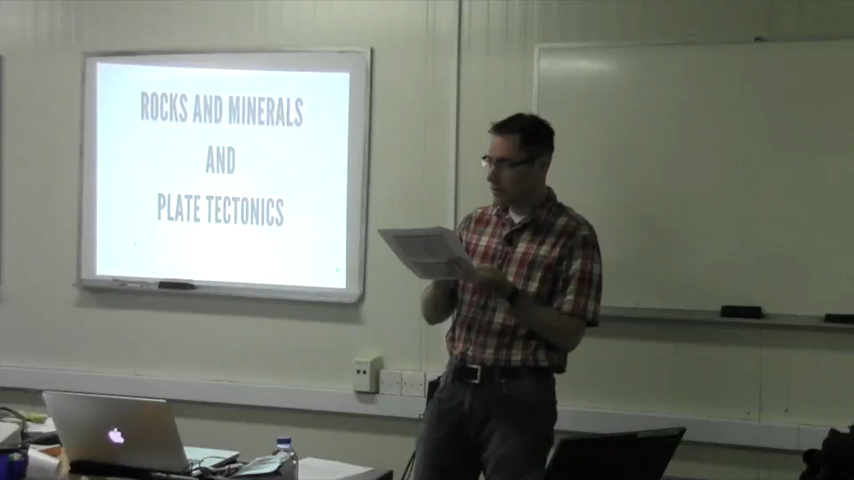 ROCKS AND MINERALS
AND
PLATE TECTONICS